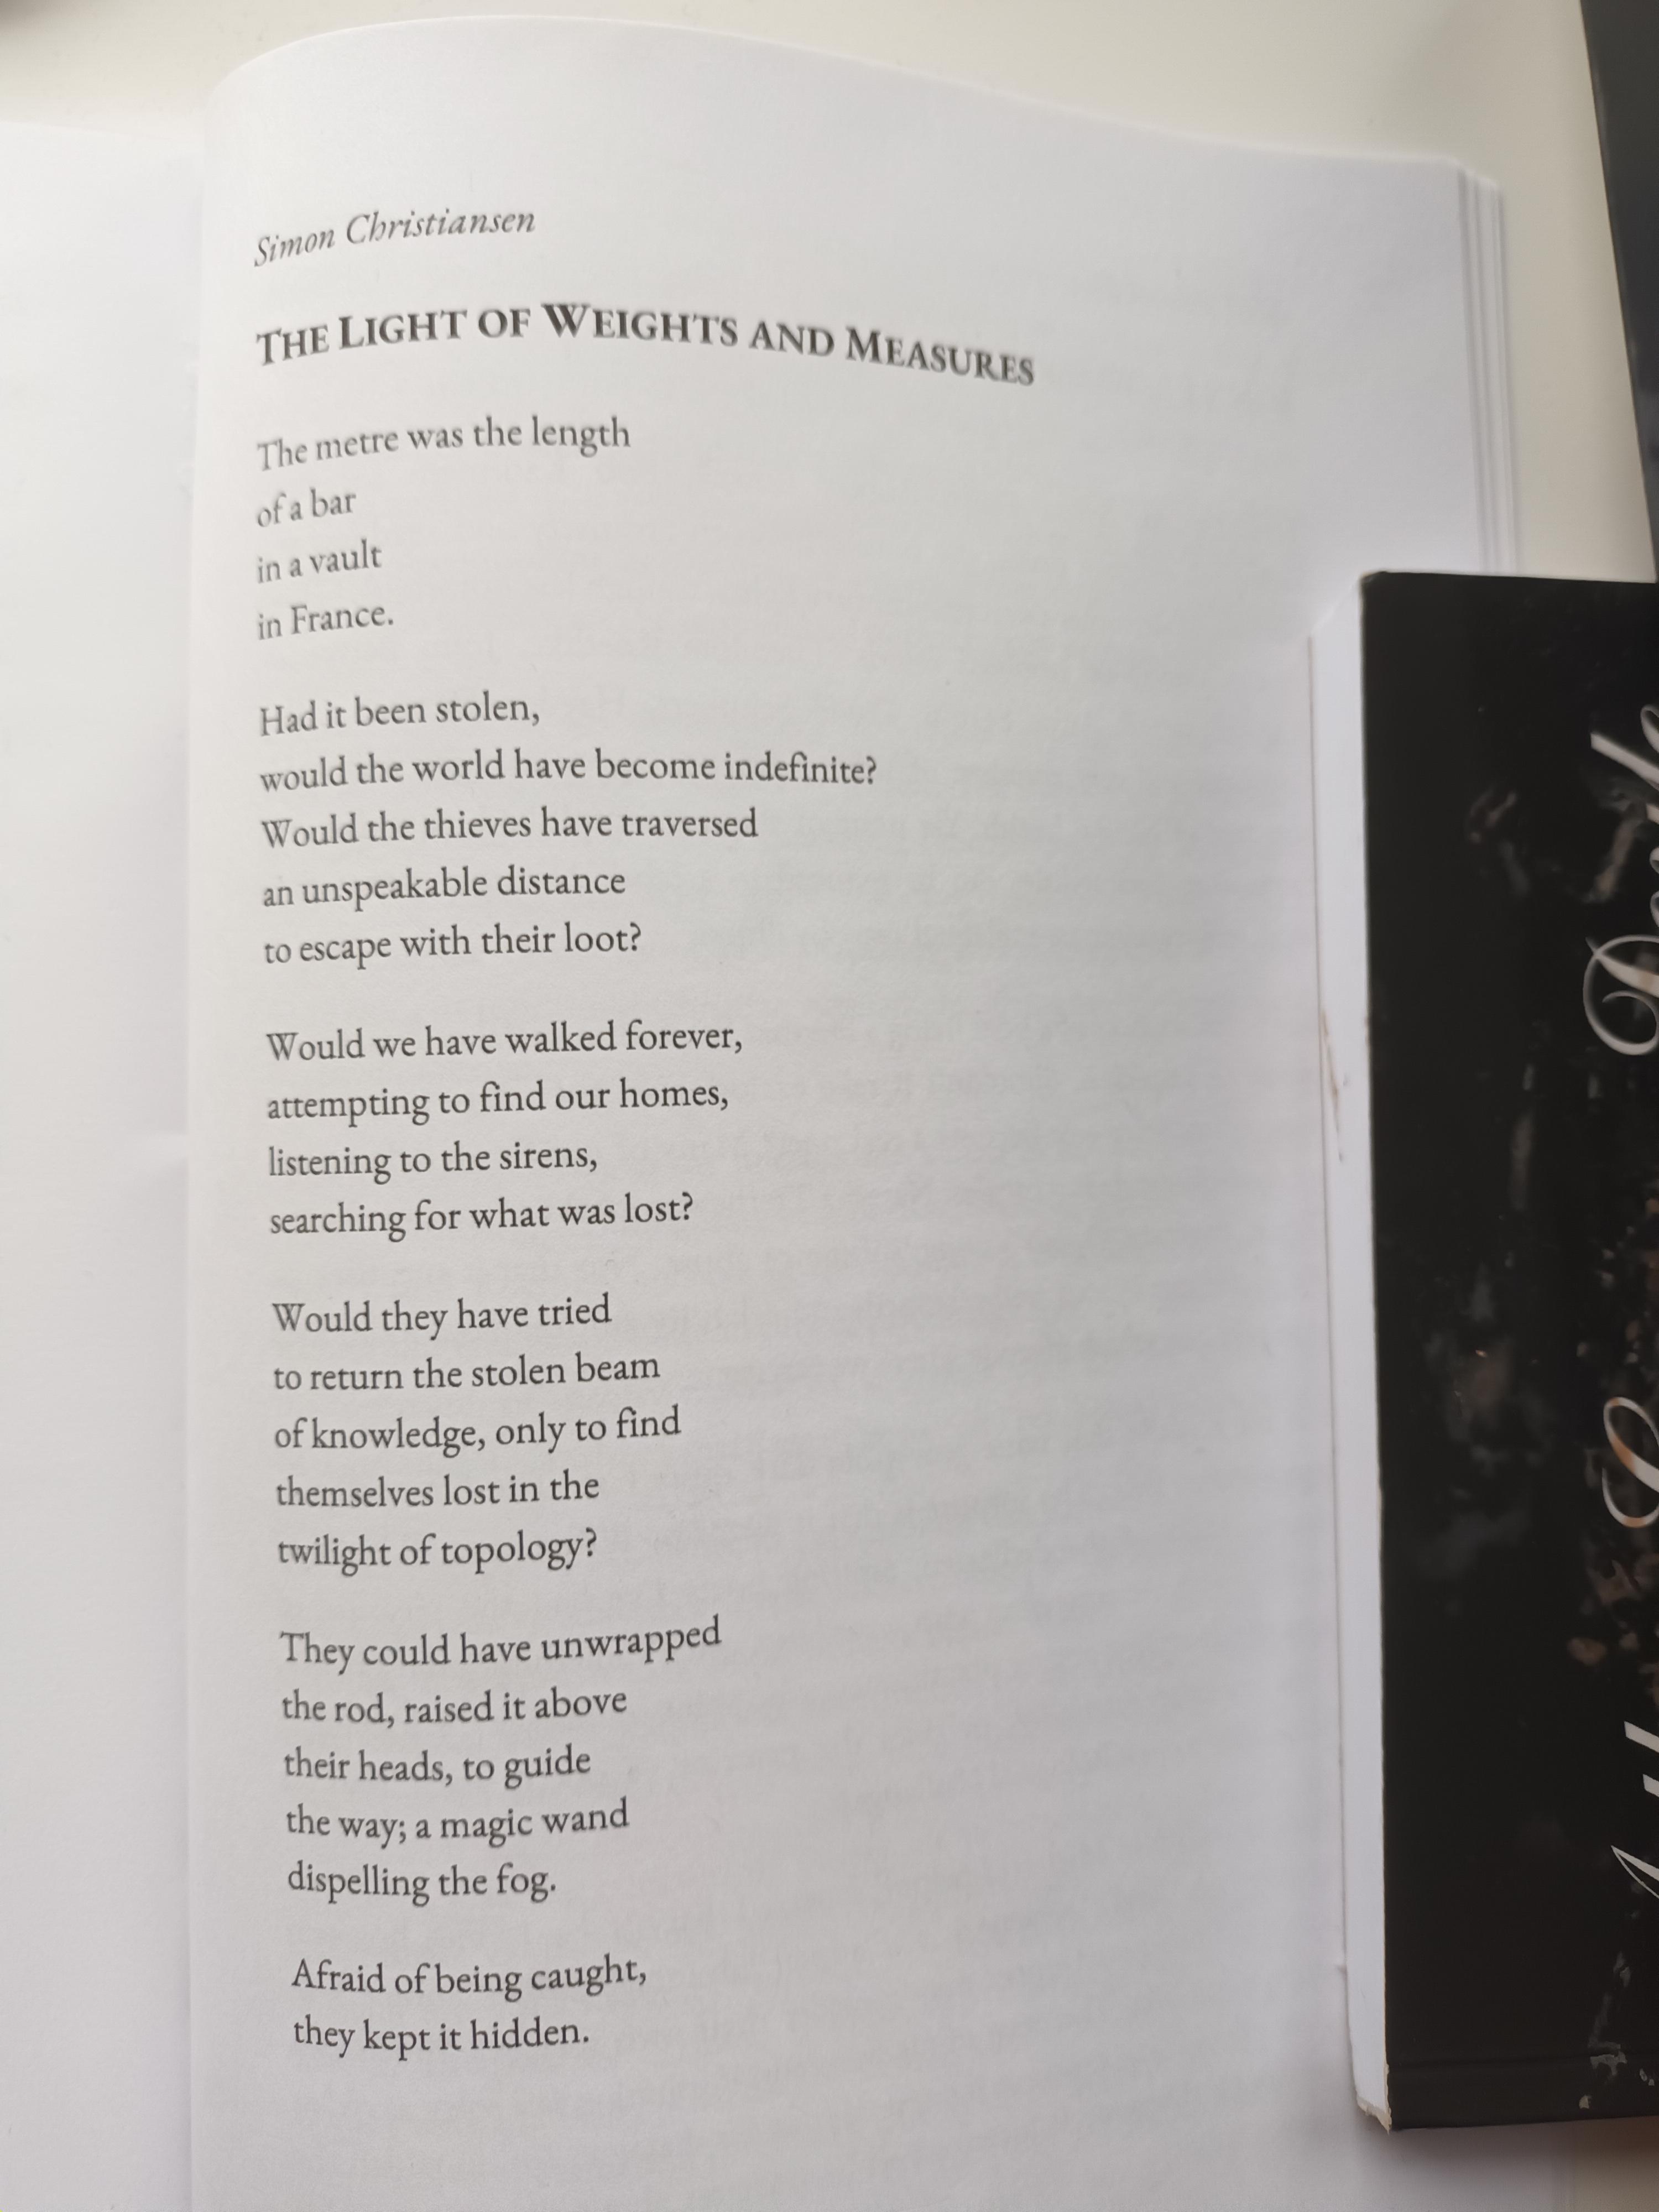 Simon Christiansen
THE LIGHT OF WEIGHTS AND MEASURES
The metre was the length
of a bar
in a vault
in France.
Had it been stolen,
would the world have become indefinite?
Would the thieves have traversed
an unspeakable distance
to escape with their loot?
Would we have walked forever,
attempting to find our homes,
listening to the sirens,
searching for what was lost?
Would they have tried
to return the stolen beam
of knowledge, only to find
themselves lost in the
twilight of topology?
They could have unwrapped
the rod, raised it above
their heads, to guide
the way; a magic wand
dispelling the fog.
Afraid of being caught,
they kept it hidden.